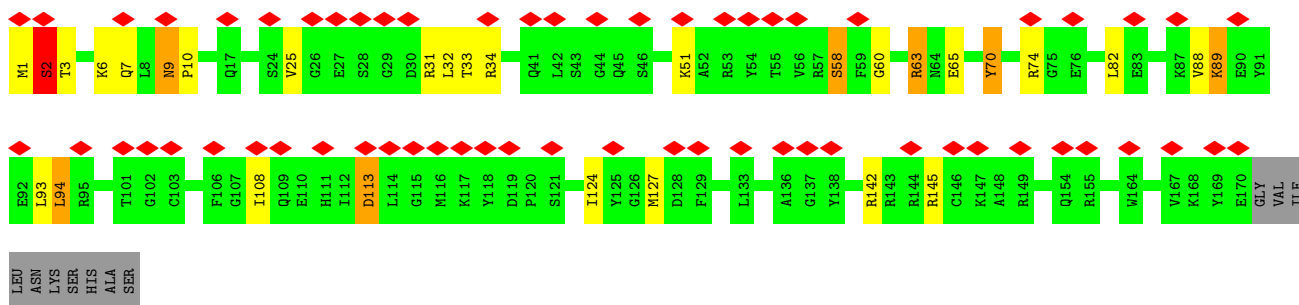 M1 S2 T3 K6 Q7 L8 N9 P10 Q17 S24 V25 G26 E27 S28 G29 D30 R31 L32 T33 R34 Q41 L42 S43 G44 Q45 S46 K51 A52 R53 Y54 T55 V56 R57 S58 F59 G60 R63 N64 E65 Y70 R74 G75 E76 L82 E83 K87 V88 K89 E90 Y91
E92 L93 L94 R95 T101 G102 C103 F106 G107 I108 Q109 E110 H111 I112 D113 L114 G115 M116 K117 Y118 D119 P120 S121 I124 Y125 G126 M127 D128 F129 L133 A136 G137 Y138 R142 R143 R144 R145 C146 K147 A148 R149 Q154 R155 W164 V167 K168 Y169 E170 GLY VAL ILE
LEU ASN LYS SER HIS ALA SER